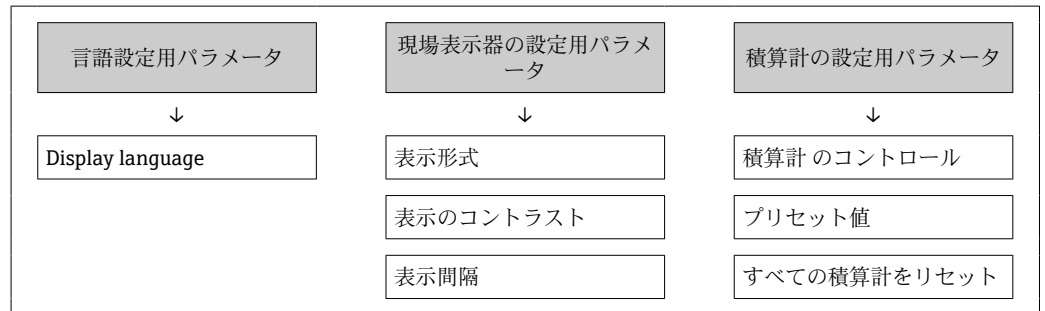 言語設定用パラメータ
↓
Display language
現場表示器の設定用パラメ
ータ
↓
表示形式
表示のコントラスト
表示間隔
積算計の設定用パラメータ
↓
積算計 のコントロール
プリセット値
すべての積算計をリセット